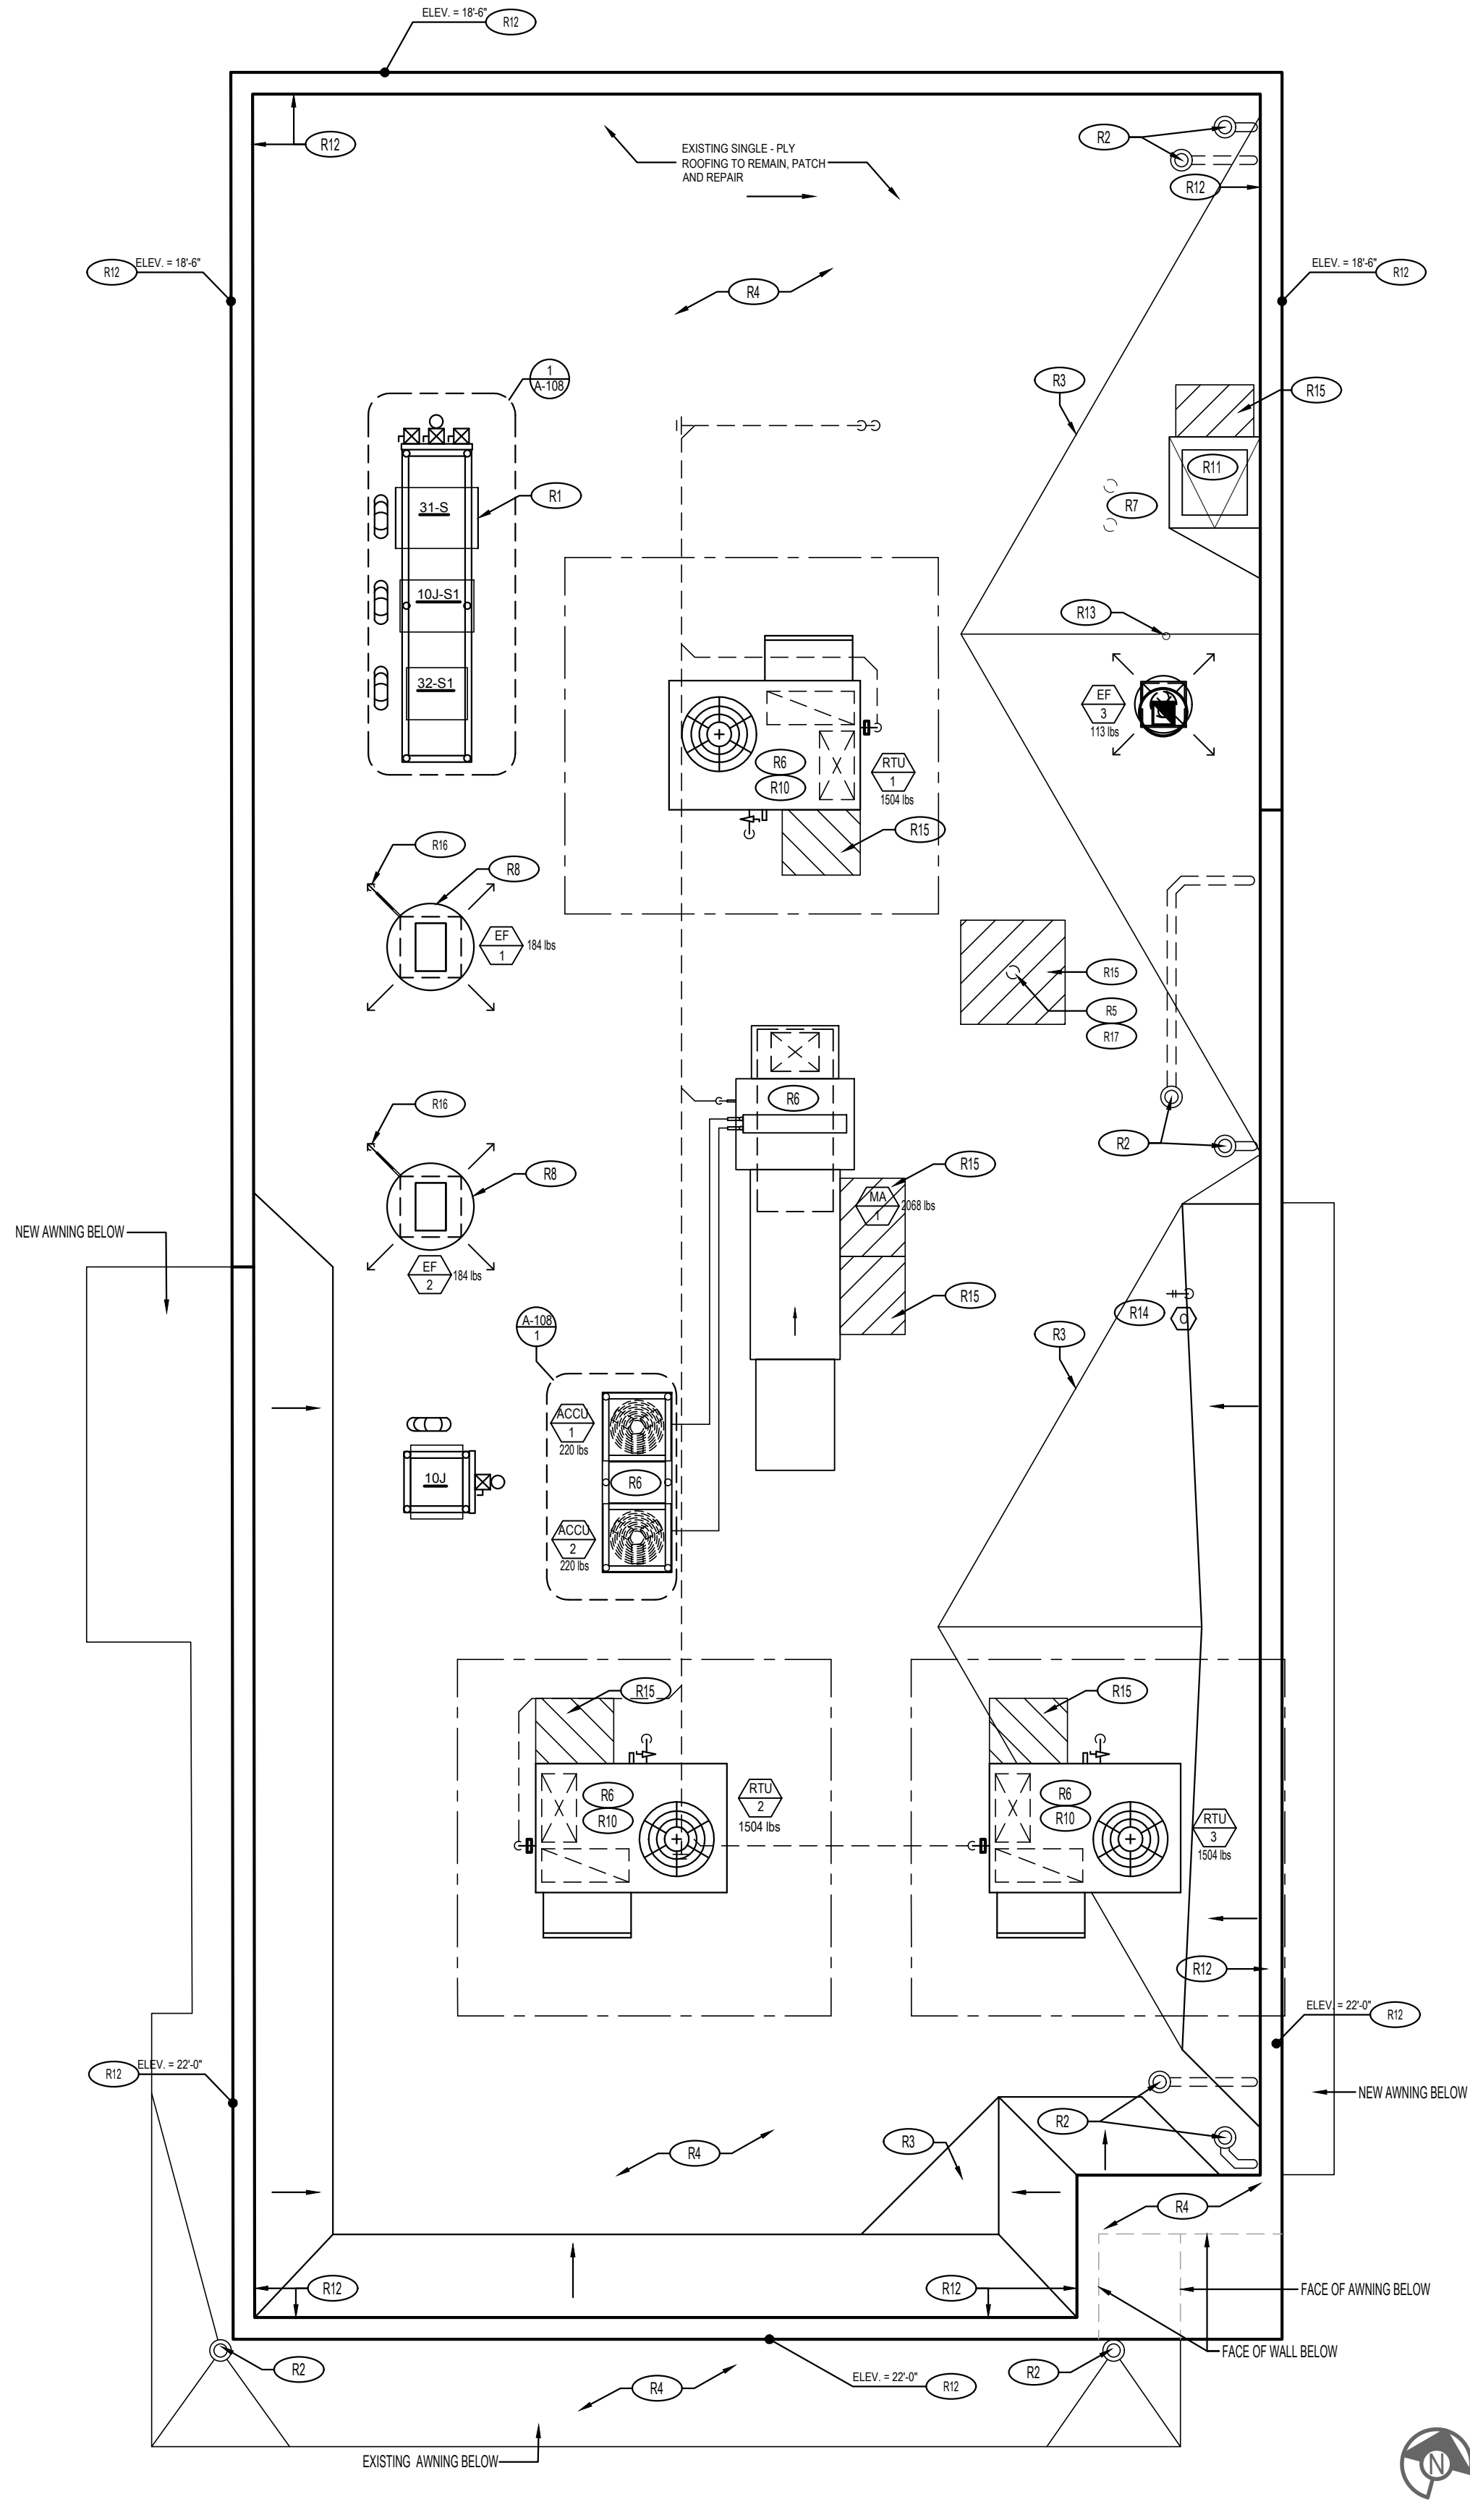 ELEV. = 18'-6"
R12
R12
EXISTING SINGLE - PLY
ROOFING TO REMAIN, PATCH
AND REPAIR
R2
R12
R12
ELEV. = 18'-6"
ELEV. = 18'-6"
R12
R4
1
A-108
R3
R15
R11
R1
31-S
R7
10J-S1
R13
32-S1
EF
3
113 lbs
R6
R10
RTU
1
1504 lbs
R15
R16
R8
EF
1
184 lbs
R15
R5
R17
R16
R6
R2
R8
R15
MA
1
2068 lbs
NEW AWNING BELOW
EF
2
184 lbs
R15
R14
O
A-108
1
R3
ACCU
1
220 lbs
10J
R6
ACCU
2
220 lbs
R15
R15
R6
R10
RTU
2
1504 lbs
R6
R10
RTU
3
1504 lbs
R12
ELEV. = 22'-0"
R12
R12
ELEV. = 22'-0"
NEW AWNING BELOW
R2
R3
R4
R4
R12
R12
FACE OF AWNING BELOW
FACE OF WALL BELOW
R2
R2
ELEV. = 22'-0"
R12
R4
EXISTING AWNING BELOW
N